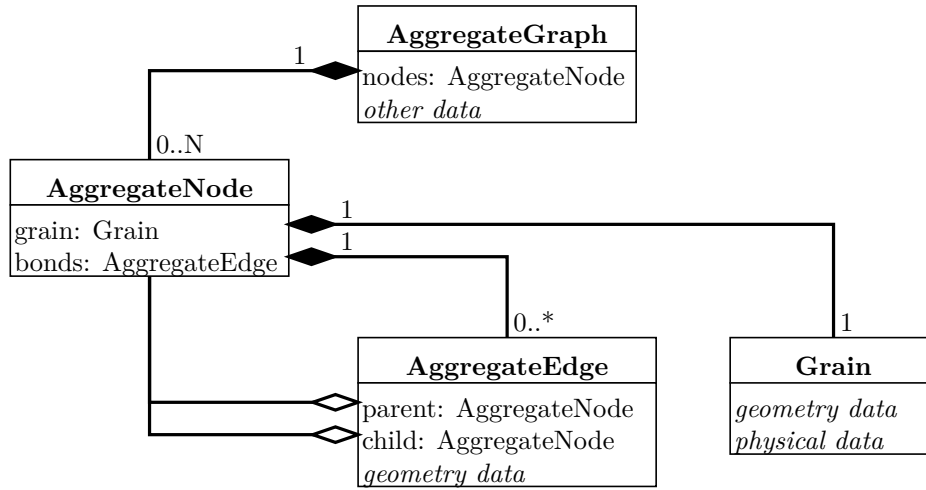 AggregateGraph
nodes: AggregateNode
other data
1
0..N
AggregateNode
grain: Grain
bonds: AggregateEdge
1
1
0..*
1
AggregateEdge
parent: AggregateNode
child: AggregateNode
geometry data
Grain
geometry data
physical data